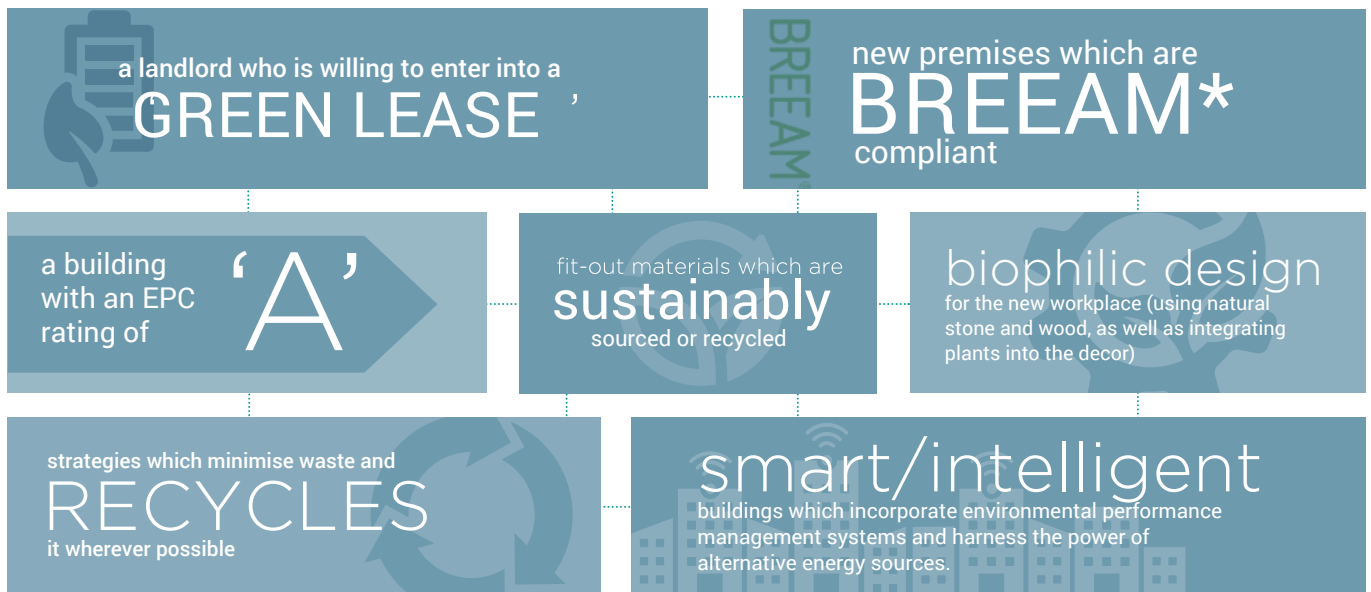 a landlord who is willing to enter into a
‘GREEN LEASE ’
BREEAM®
new premises which are
BREEAM*
compliant
a building
with an EPC
rating of
‘A’
fit-out materials which are
sustainably
sourced or recycled
biophilic design
for the new workplace (using natural
stone and wood, as well as integrating
plants into the decor)
strategies which minimise waste and
RECYCLES
it wherever possible
smart/intelligent
buildings which incorporate environmental performance
management systems and harness the power of
alternative energy sources.